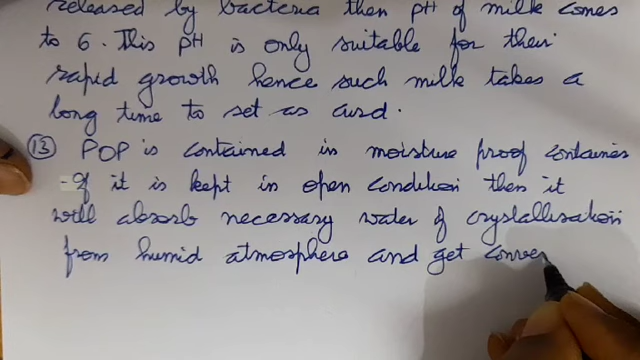 released by bacteria then pH of milk comes
to 6. This pH is only suitable for their
rapid growth hence such milk takes a
long time to set as curd.
13 POP is contained in moisture proof containers
- If it is kept in open condition then it
will absorb necessary water of crystallisation
from humid atmosphere and get conve